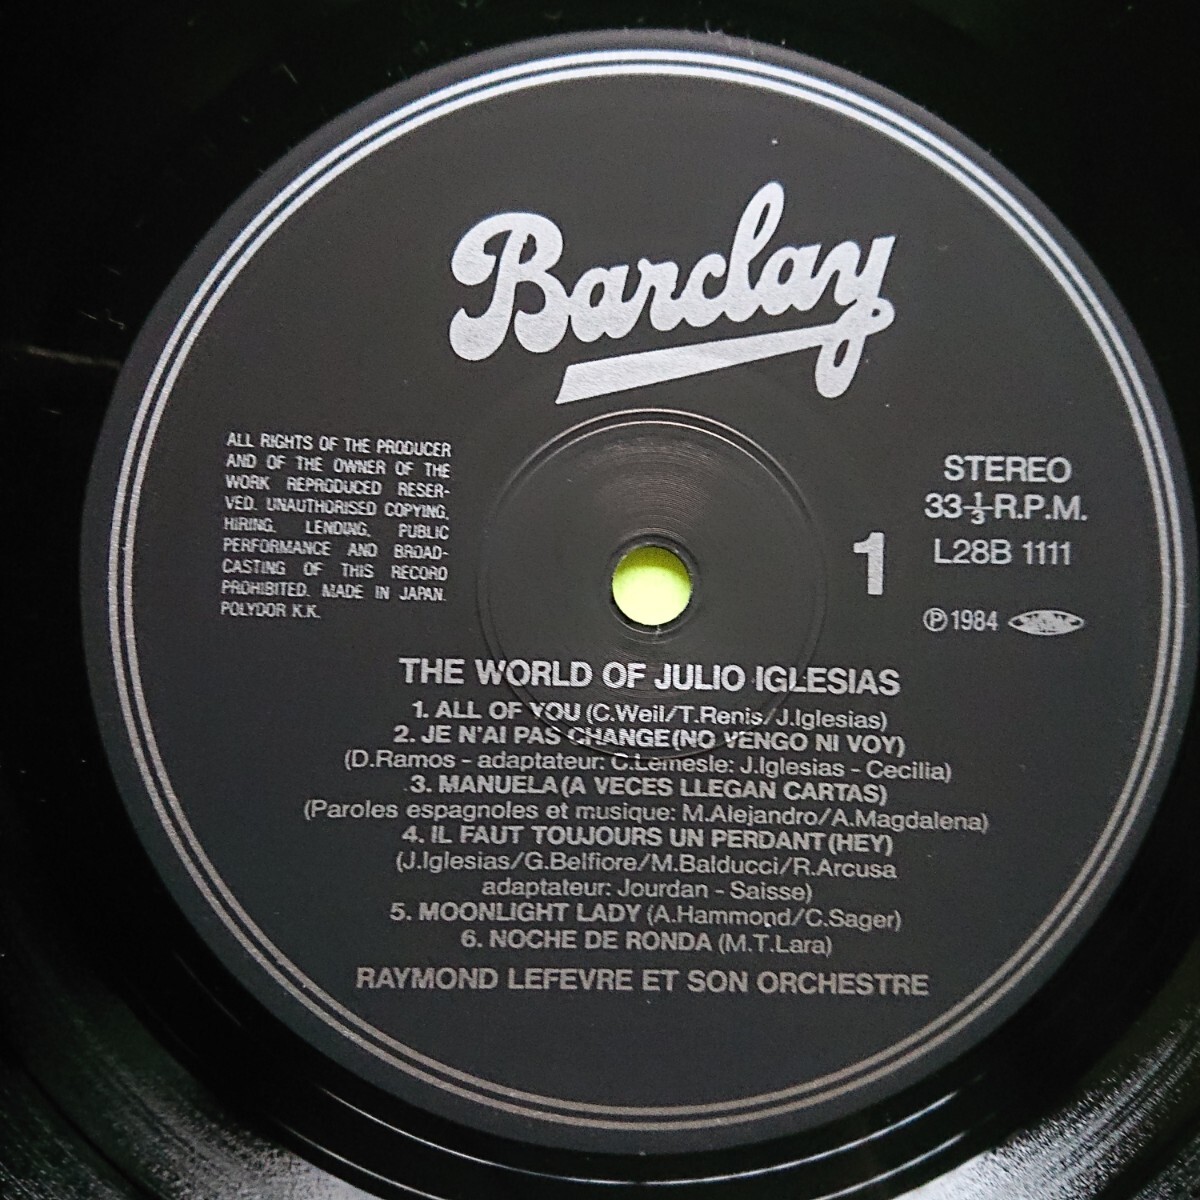 Barclay
ALL RIGHTS OF THE PRODUCER
AND OF THE OWNER OF THE
WORK REPRODUCED RESER-
VED. UNAUTHORISED COPYING,
HIRING, LENDING, PUBLIC
PERFORMANCE AND BROAD-
CASTING OF THIS RECORD
PROHIBITED. MADE IN JAPAN.
POLYDOR K.K.
STEREO
33⅓R.P.M.
L28B 1111
1
℗1984
THE WORLD OF JULIO IGLESIAS
1. ALL OF YOU (C.Weil/T.Renis/J.Iglesias)
2. JE N'AI PAS CHANGE(NO VENGO NI VOY)
(D.Ramos - adaptateur: C.Lemesle: J.Iglesias - Cecilia)
3. MANUELA(A VECES LLEGAN CARTAS)
(Paroles espagnoles et musique: M.Alejandro/A.Magdalena)
4. IL FAUT TOUJOURS UN PERDANT(HEY)
(J.Iglesias/G.Belfiore/M.Balducci/R.Arcusa
adaptateur: Jourdan - Saisse)
5. MOONLIGHT LADY (A.Hammond/C.Sager)
6. NOCHE DE RONDA (M.T.Lara)
RAYMOND LEFEVRE ET SON ORCHESTRE